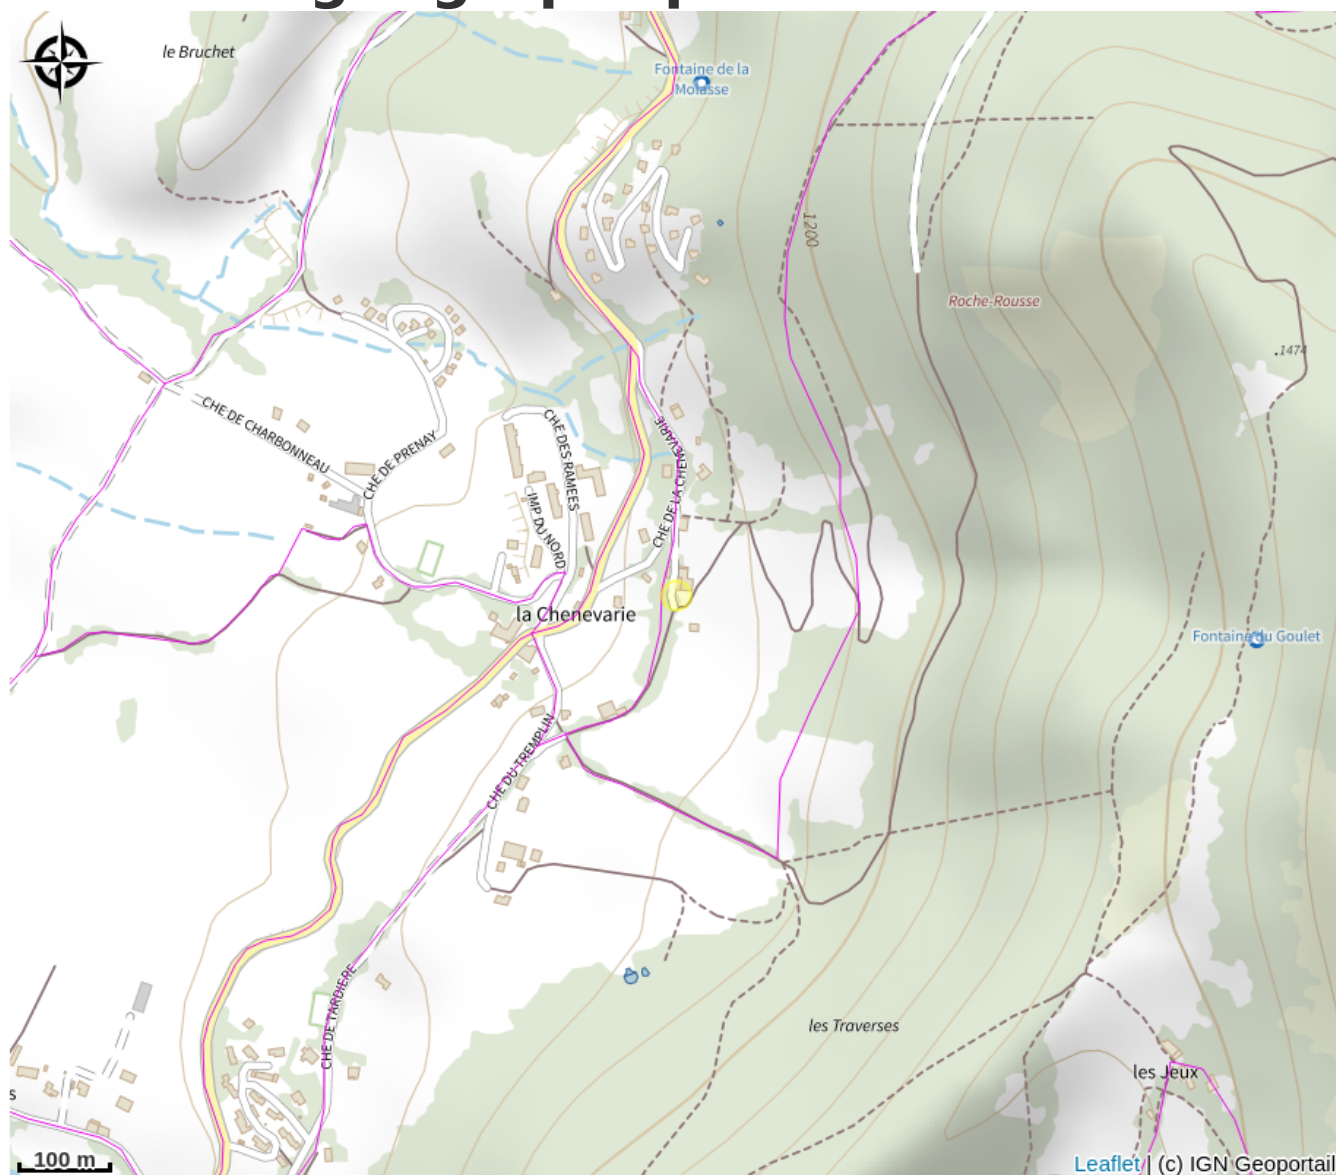 le Bruchet
Fontaine de la
Molasse
1200
Roche-Rousse
.1474
CHE DE CHARBONNEAU
CHE DE PRENAY
CHE DES RAMEES
IMP DU NORD
CHE DE LA CHENEVARIE
la Chenevarie
Fontaine du Goulet
CHE DU TREMPLIN
CHE DE TARDIERE
les Traverses
les Jeux
s
100 m
Leaflet | (c) IGN Geoportail